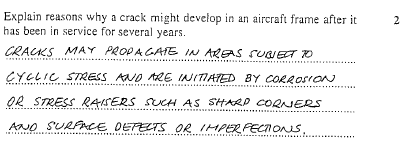 Explain reasons why a crack might develop in an aircraft frame after it 2
has been in service for several years.
CRACKS MAY PROPAGATE IN AREAS SUBJECT TO
CYCLIC STRESS AND ARE INITIATED BY CORROSION
OR STRESS RAISERS SUCH AS SHARP CORNERS
AND SURFACE DEFECTS OR IMPERFECTIONS.